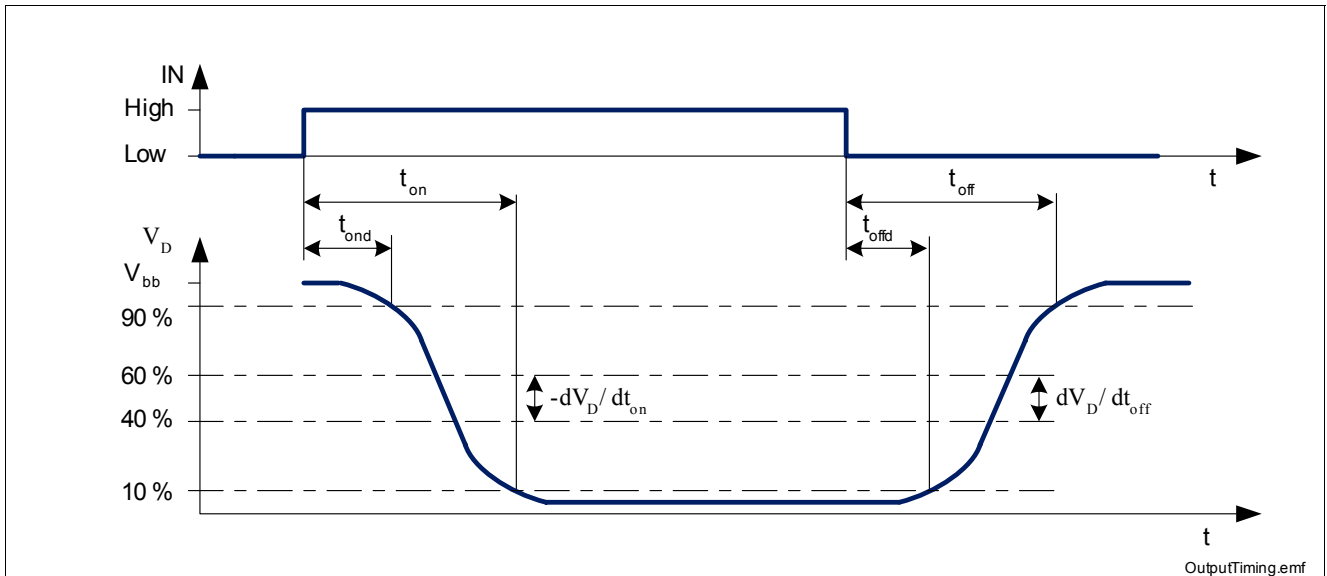 IN
High
Low
t
t_on
t_off
t_ond
t_offd
V_D
V_bb
90 %
60 %
-dV_D/ dt_on
dV_D/ dt_off
40 %
10 %
t
OutputTiming.emf